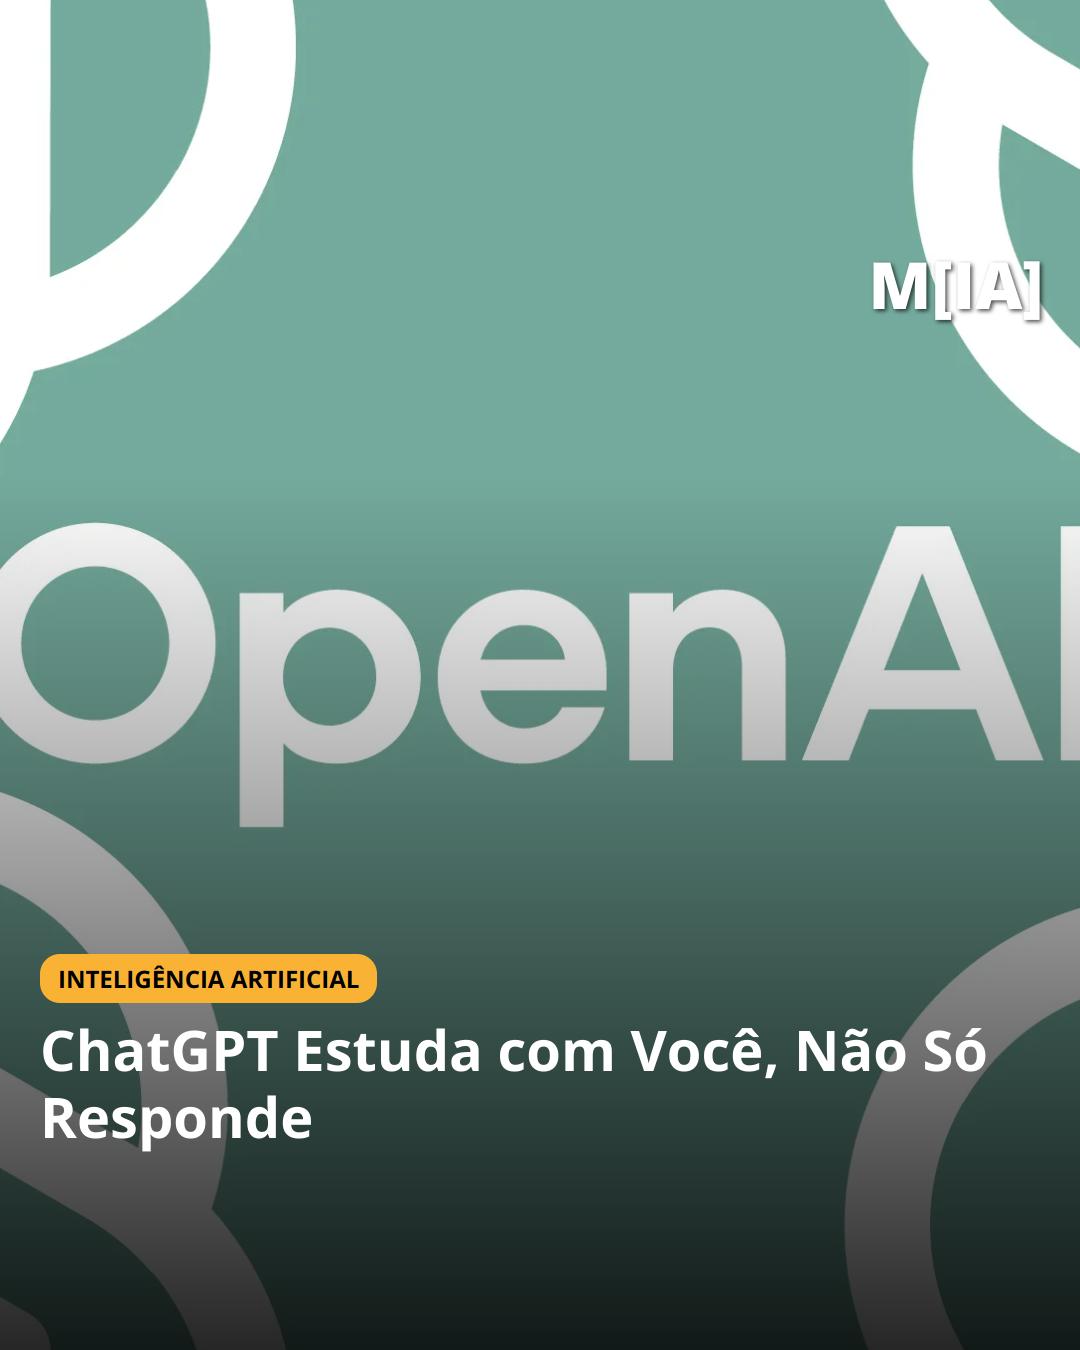 M[IA]
OpenAI
INTELIGÊNCIA ARTIFICIAL
ChatGPT Estuda com Você, Não Só
Responde